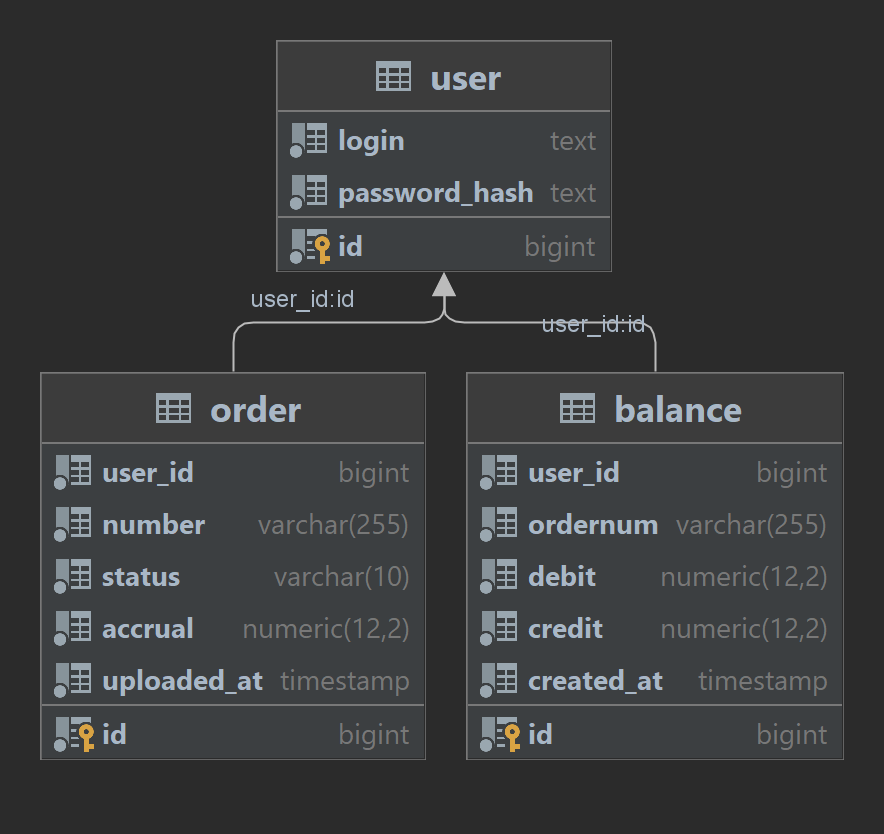 user
login text
password_hash text
id bigint
user_id:id
user_id:id
order
user_id bigint
number varchar(255)
status varchar(10)
accrual numeric(12,2)
uploaded_at timestamp
id bigint
balance
user_id bigint
ordernum varchar(255)
debit numeric(12,2)
credit numeric(12,2)
created_at timestamp
id bigint